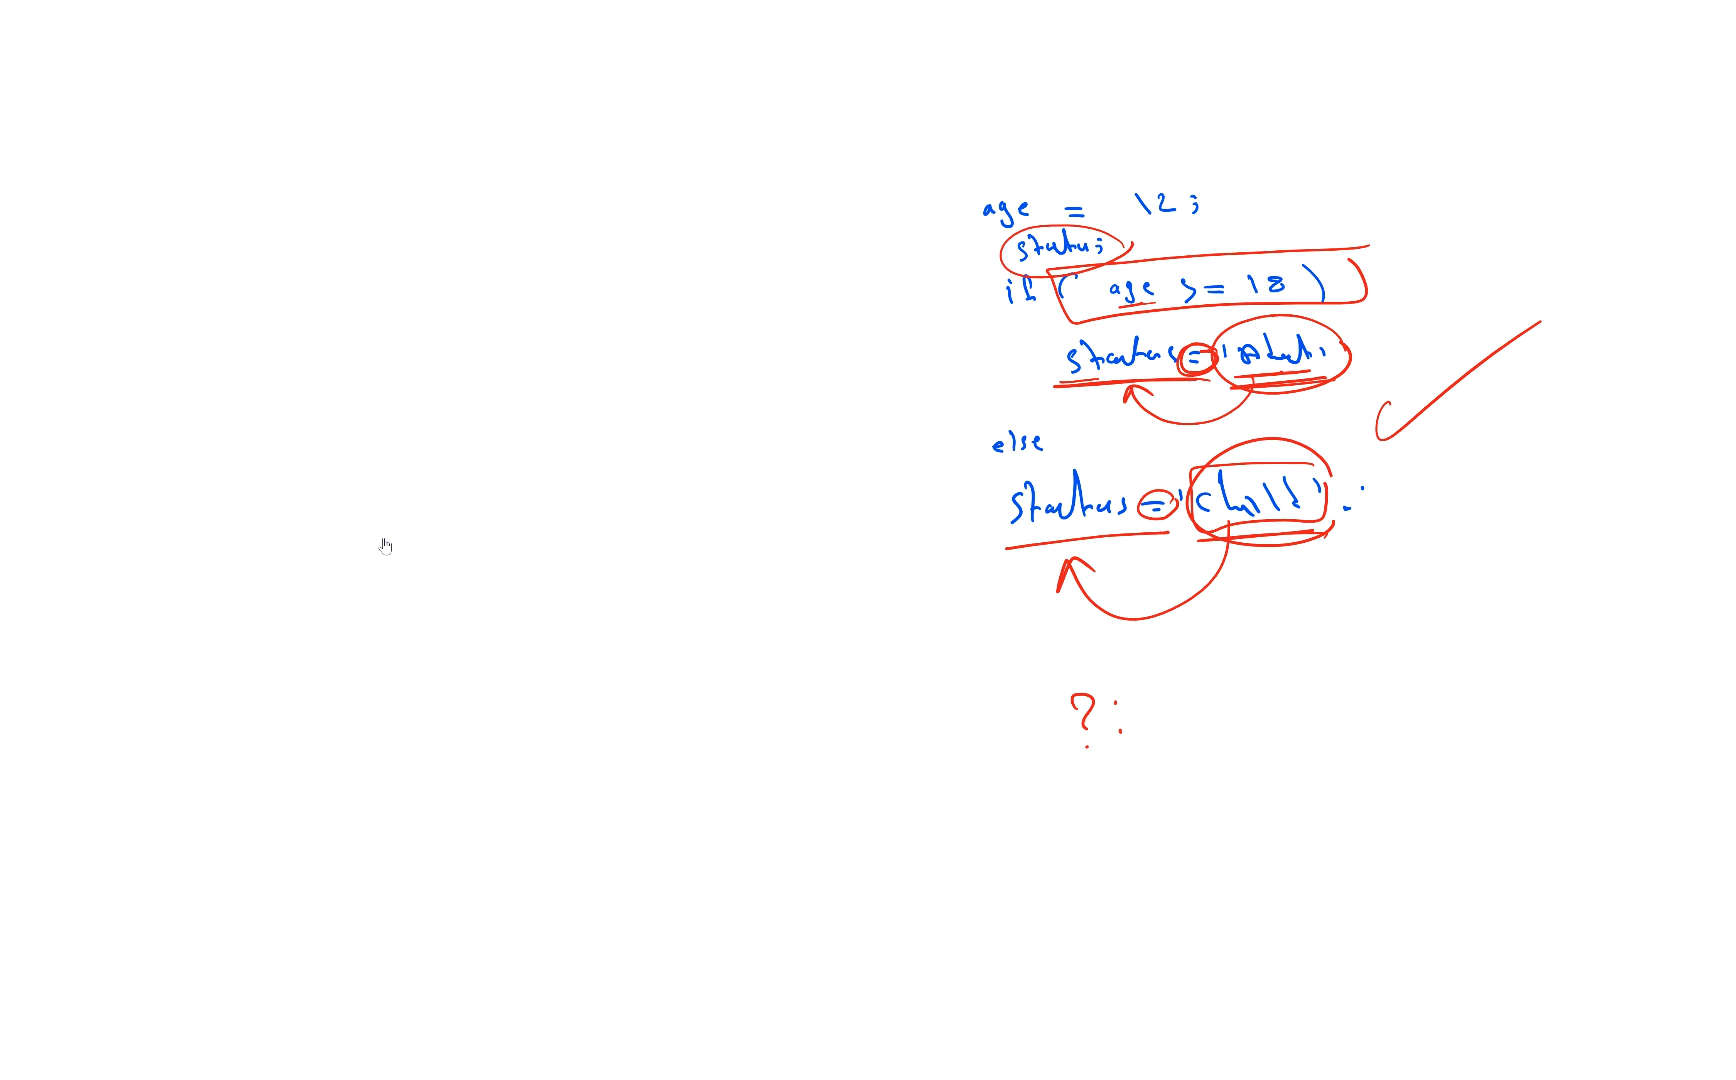 age = 12;
status;
if ( age >= 18 )
status = 'Adult'
else
status = 'child'
? :